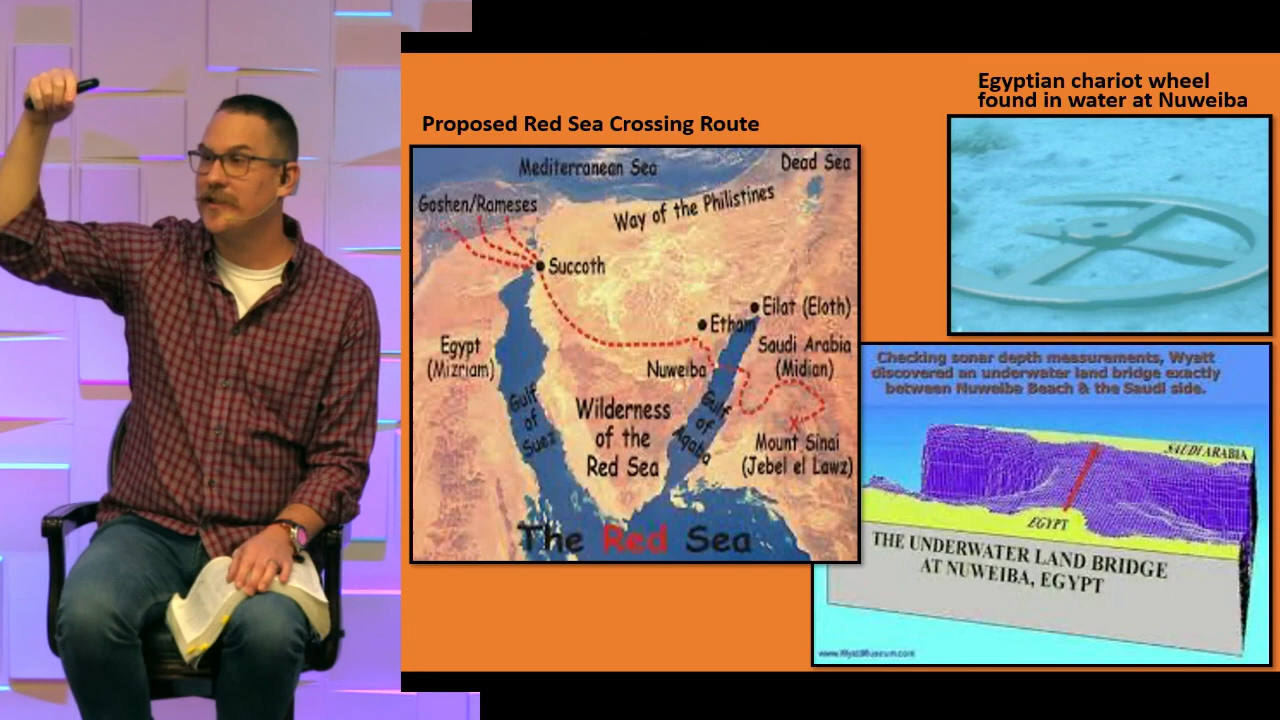 Egyptian chariot wheel
found in water at Nuweiba
Proposed Red Sea Crossing Route
Mediterranean Sea
Dead Sea
Goshen/Rameses
Way of the Philistines
Succoth
Eilat (Eloth)
Etham
Egypt
(Mizriam)
Saudi Arabia
(Midian)
Nuweiba
Gulf
of
Suez
Wilderness
of the
Red Sea
Gulf
of
Aqaba
Mount Sinai
(Jebel el Lawz)
The Red Sea
Checking sonar depth measurements, Wyatt
discovered an underwater land bridge exactly
between Nuweiba Beach & the Saudi side.
SAUDI ARABIA
EGYPT
THE UNDERWATER LAND BRIDGE
AT NUWEIBA, EGYPT
www.WyattMuseum.com